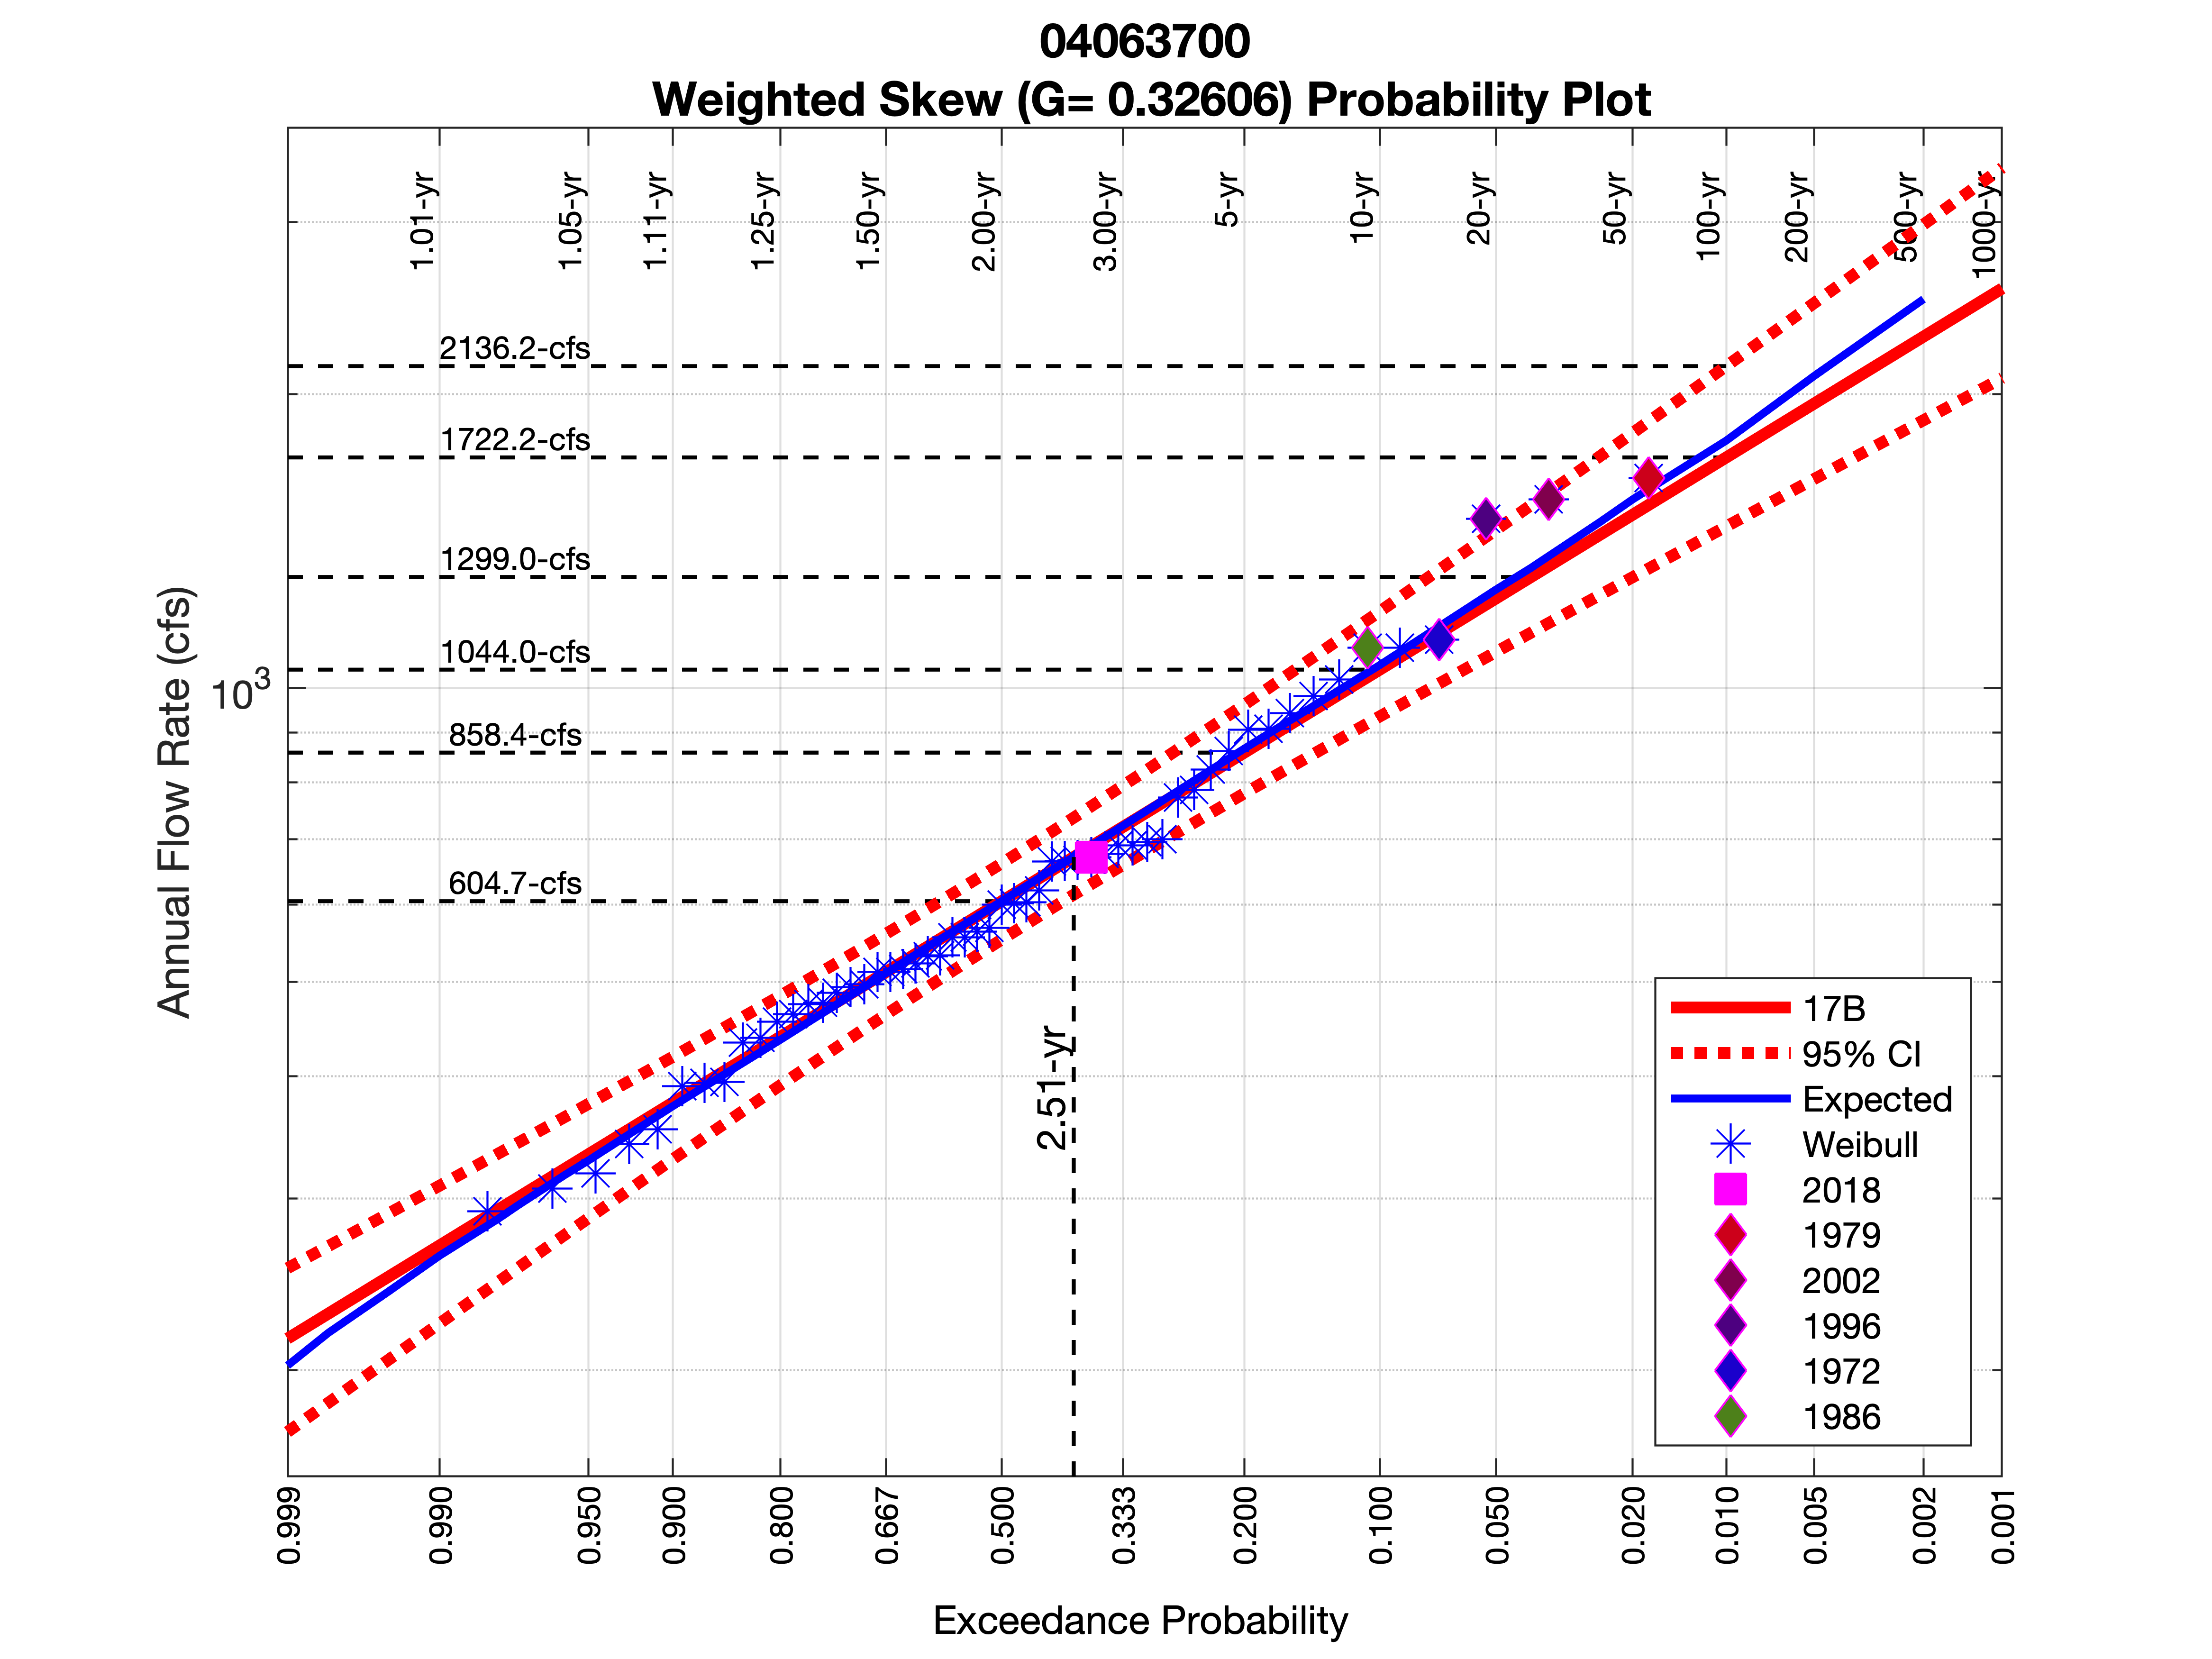 04063700
Weighted Skew (G= 0.32606) Probability Plot
1.01-yr
1.05-yr
1.11-yr
1.25-yr
1.50-yr
2.00-yr
3.00-yr
5-yr
10-yr
20-yr
50-yr
100-yr
200-yr
500-yr
1000-yr
2136.2-cfs
1722.2-cfs
1299.0-cfs
1044.0-cfs
858.4-cfs
604.7-cfs
10³
Annual Flow Rate (cfs)
2.51-yr
17B
95% CI
Expected
Weibull
2018
1979
2002
1996
1972
1986
0.999
0.990
0.950
0.900
0.800
0.667
0.500
0.333
0.200
0.100
0.050
0.020
0.010
0.005
0.002
0.001
Exceedance Probability